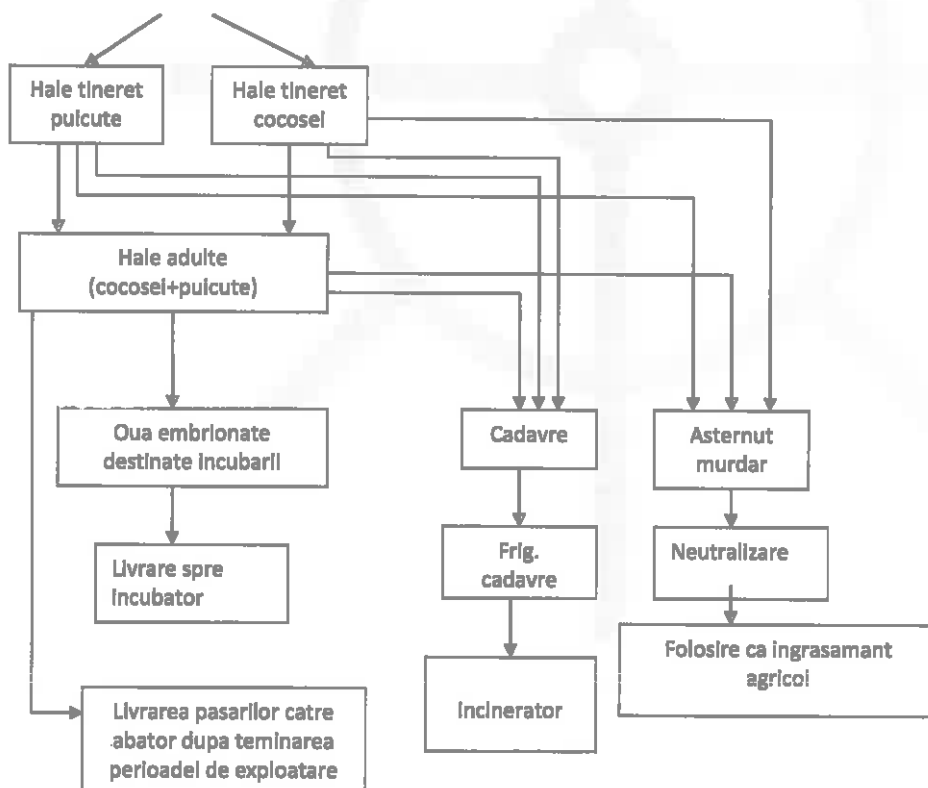 Hale tineret
puicute
Hale tineret
cocosei
Hale adulte
(cocosei+puicute)
Oua embrionate
destinate incubarii
Cadavre
Asternut
murdar
Livrare spre
incubator
Frig.
cadavre
Neutralizare
Folosire ca ingrasamant
agricol
Incinerator
Livrarea pasarilor catre
abator dupa teminarea
perioadei de exploatare